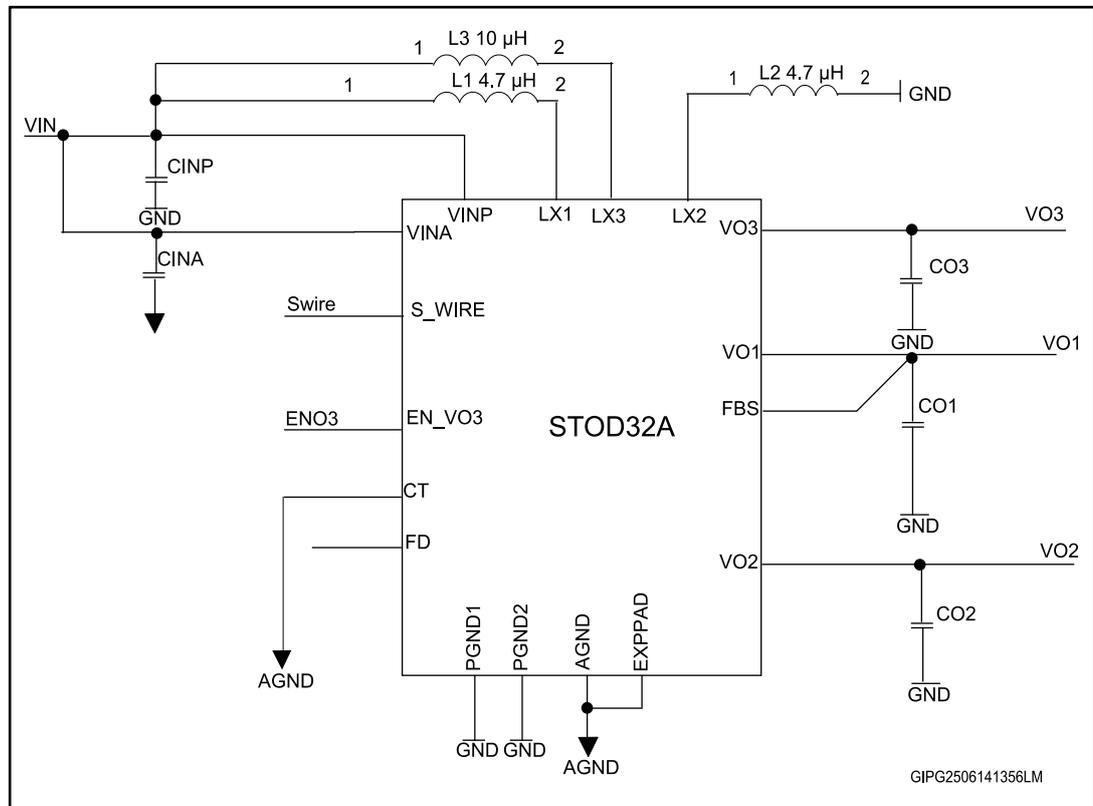 1 L3 10 µH 2
1 L1 4.7 µH 2
1 L2 4.7 µH 2
GND
VIN
CINP
GND
VINP LX1 LX3 LX2
VINA
VO3 VO3
CINA
CO3
Swire S_WIRE
GND
VO1 VO1
FBS
CO1
ENO3 EN_VO3
STOD32A
CT
GND
FD
VO2 VO2
CO2
PGND1 PGND2 AGND EXPPAD
AGND
GND
GND GND AGND
GIPG2506141356LM